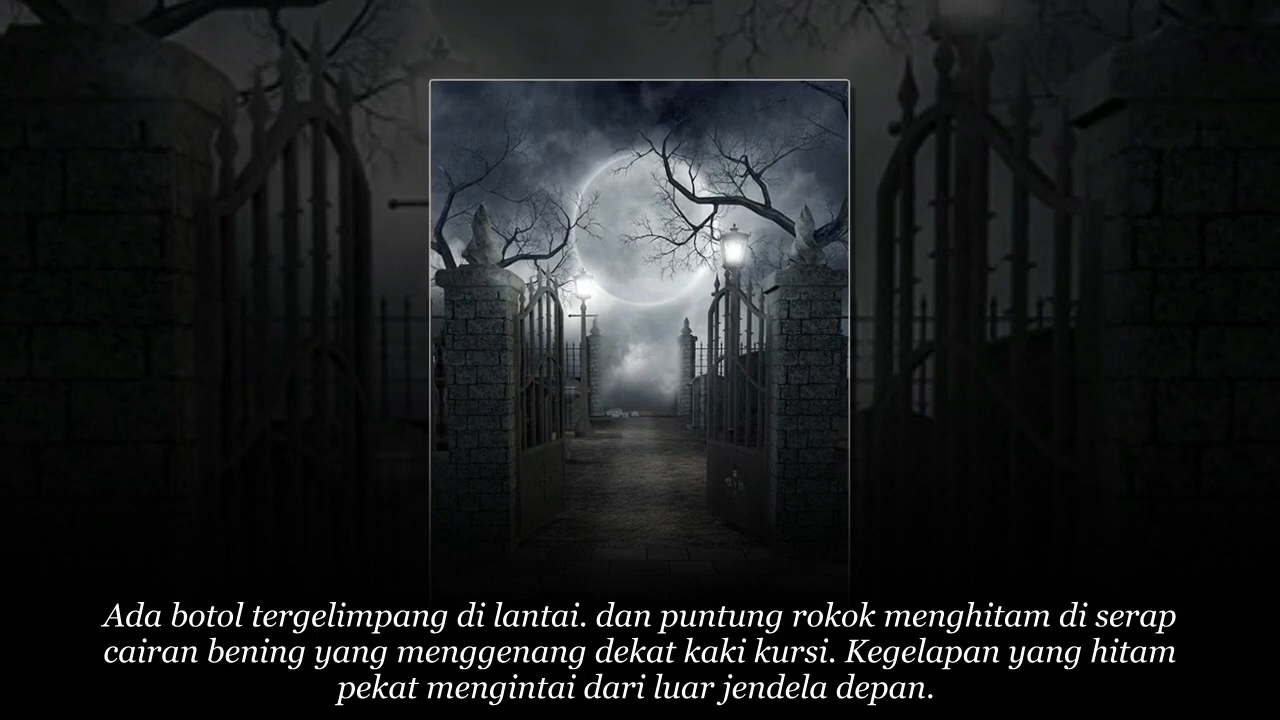 Ada botol tergelimpang di lantai. dan puntung rokok menghitam di serap
cairan bening yang menggenang dekat kaki kursi. Kegelapan yang hitam
pekat mengintai dari luar jendela depan.